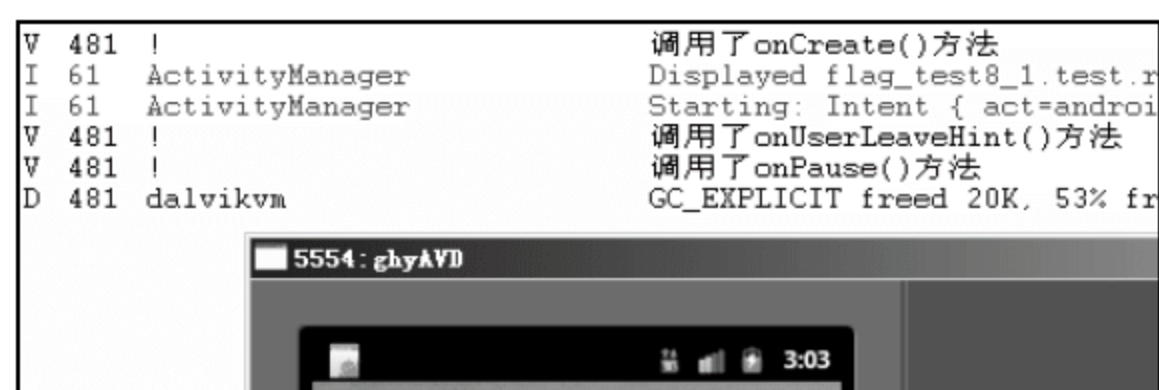 V 481 ! 调用了onCreate()方法
I 61 ActivityManager Displayed flag_test8_1.test.r
I 61 ActivityManager Starting: Intent { act=androi
V 481 ! 调用了onUserLeaveHint()方法
V 481 ! 调用了onPause()方法
D 481 dalvikvm GC_EXPLICIT freed 20K, 53% fr
5554:ghyAVD
3:03